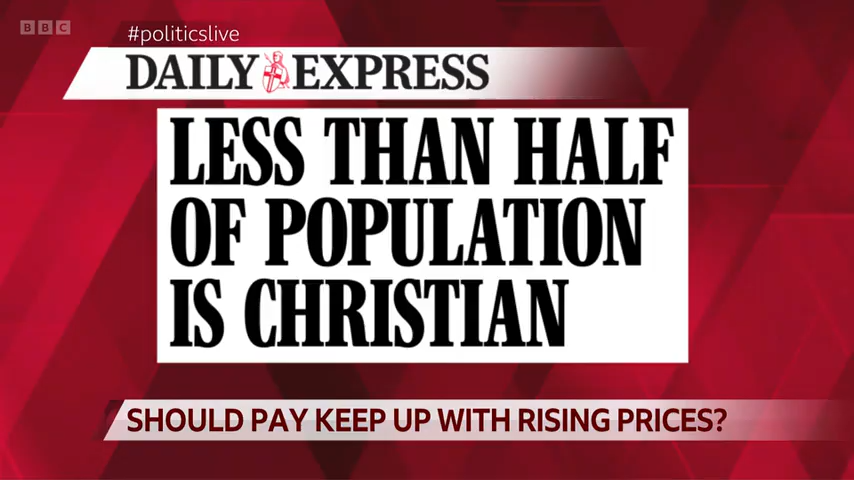 BBC
#politicslive
DAILY EXPRESS
LESS THAN HALF
OF POPULATION
IS CHRISTIAN
SHOULD PAY KEEP UP WITH RISING PRICES?